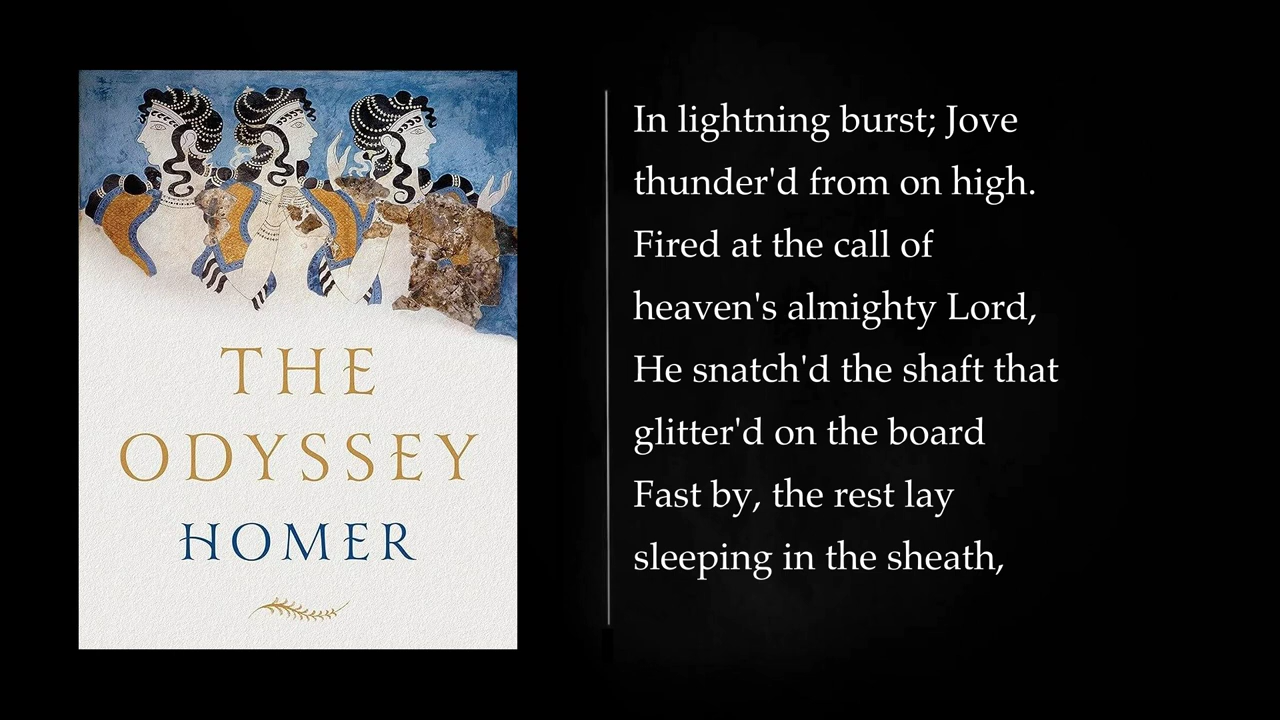 THE
ODYSSEY
HOMER
In lightning burst; Jove
thunder'd from on high.
Fired at the call of
heaven's almighty Lord,
He snatch'd the shaft that
glitter'd on the board
Fast by, the rest lay
sleeping in the sheath,